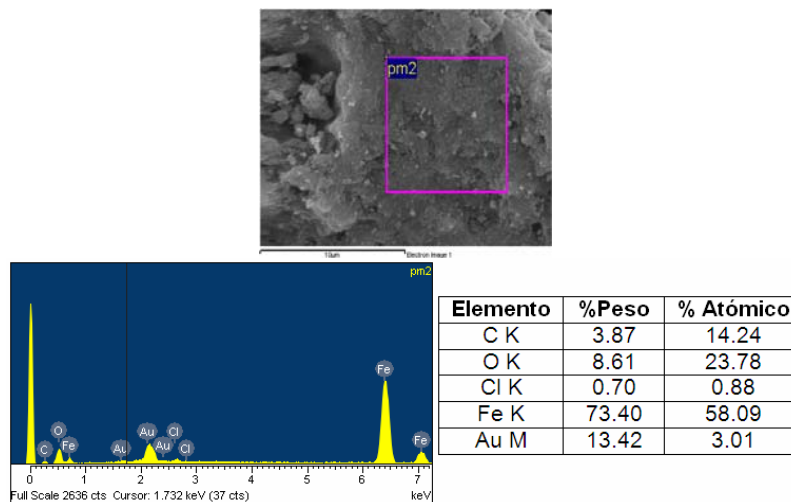 pm2
10µm Electron Image 1
pm2
C O Fe Au Au Au Cl Cl Fe Fe
0 1 2 3 4 5 6 7
Full Scale 2636 cts Cursor: 1.732 keV (37 cts) keV
Elemento %Peso % Atómico
C K 3.87 14.24
O K 8.61 23.78
Cl K 0.70 0.88
Fe K 73.40 58.09
Au M 13.42 3.01